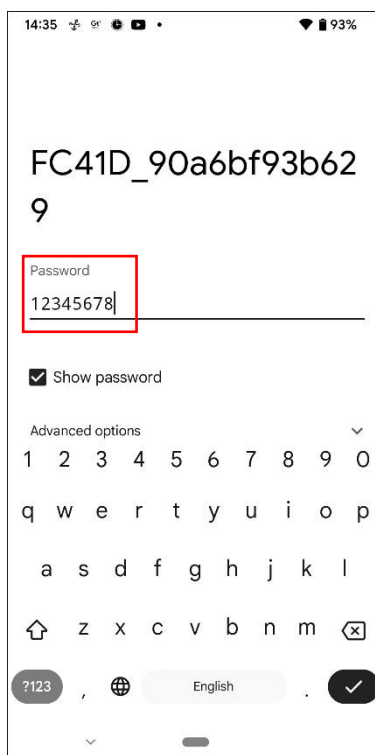 14:35 93%
FC41D_90a6bf93b62
9
Password
12345678
Show password
Advanced options
1 2 3 4 5 6 7 8 9 0
q w e r t y u i o p
a s d f g h j k l
z x c v b n m
?123 , English .